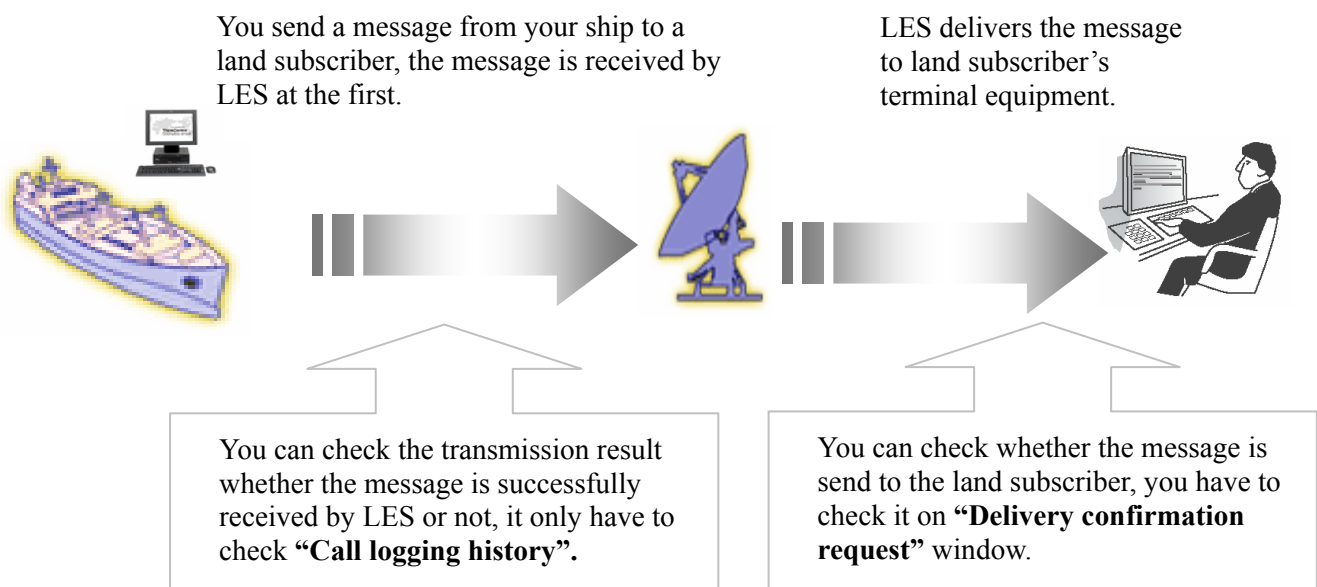 You send a message from your ship to a
land subscriber, the message is received by
LES at the first.
LES delivers the message
to land subscriber’s
terminal equipment.
You can check the transmission result
whether the message is successfully
received by LES or not, it only have to
check “Call logging history”.
You can check whether the message is
send to the land subscriber, you have to
check it on “Delivery confirmation
request” window.